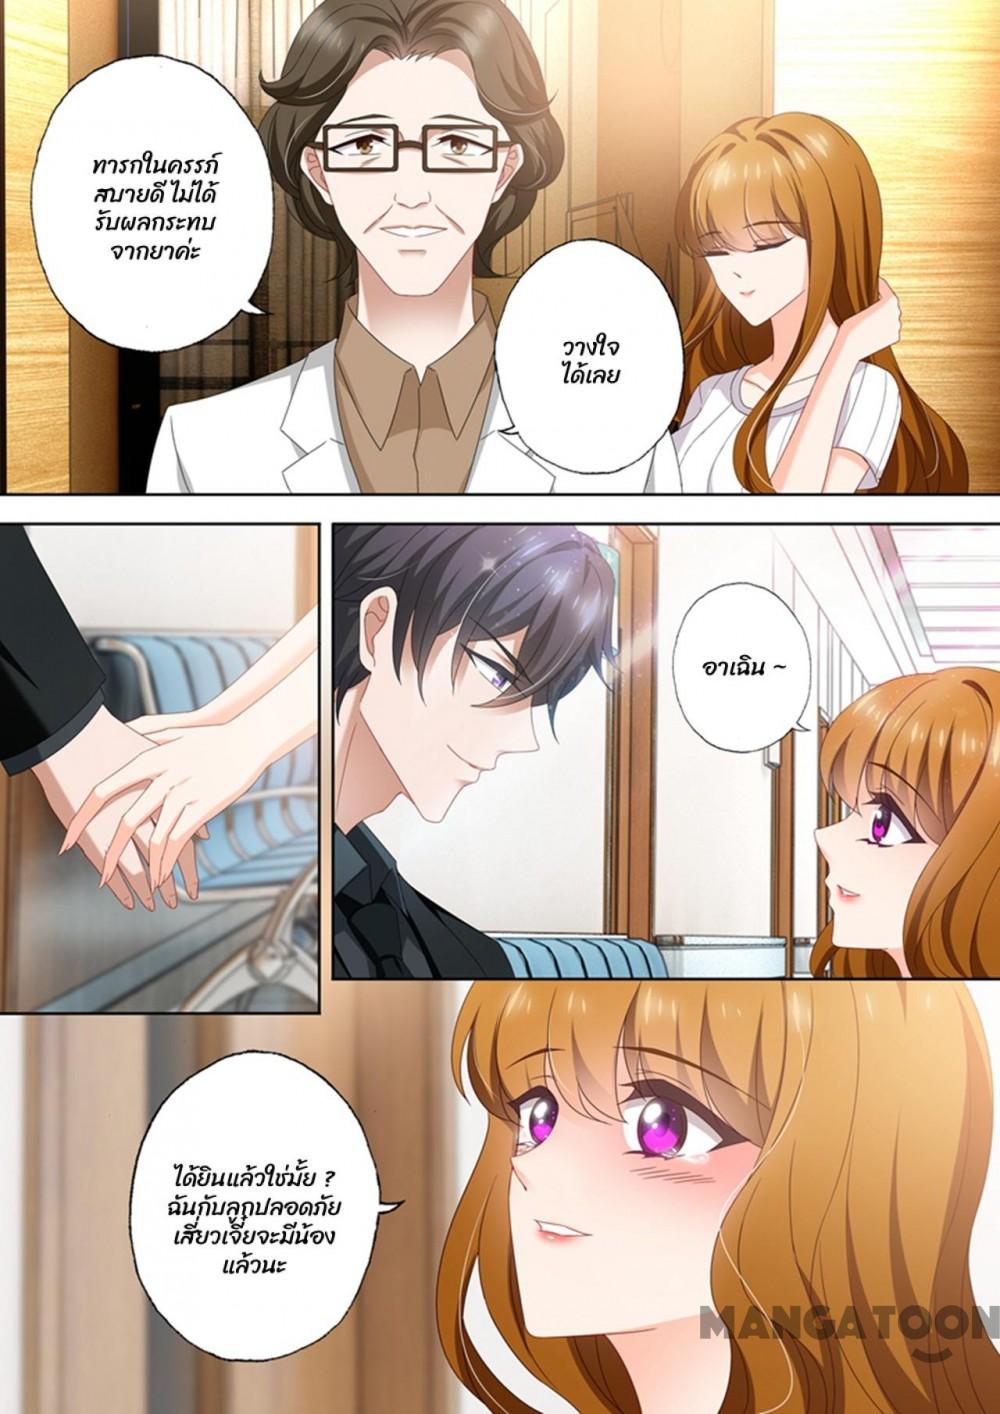 ทารกในครรภ์
สบายดี ไม่ได้
รับผลกระทบ
จากยาค่ะ
วางใจ
ได้เลย
อาเฉิน ~
ได้ยินแล้วใช่มั้ย ?
ฉันกับลูกปลอดภัย
เสี่ยวเจี๋ยจะมีน้อง
แล้วนะ
MANGATOON